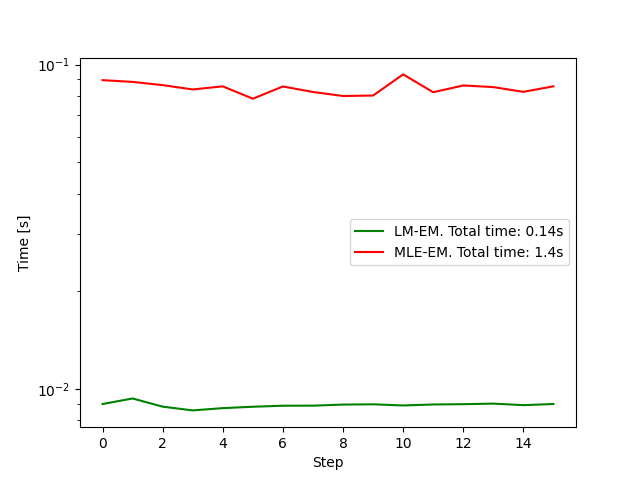 10⁻¹
10⁻²
Time [s]
LM-EM. Total time: 0.14s
MLE-EM. Total time: 1.4s
0 2 4 6 8 10 12 14
Step